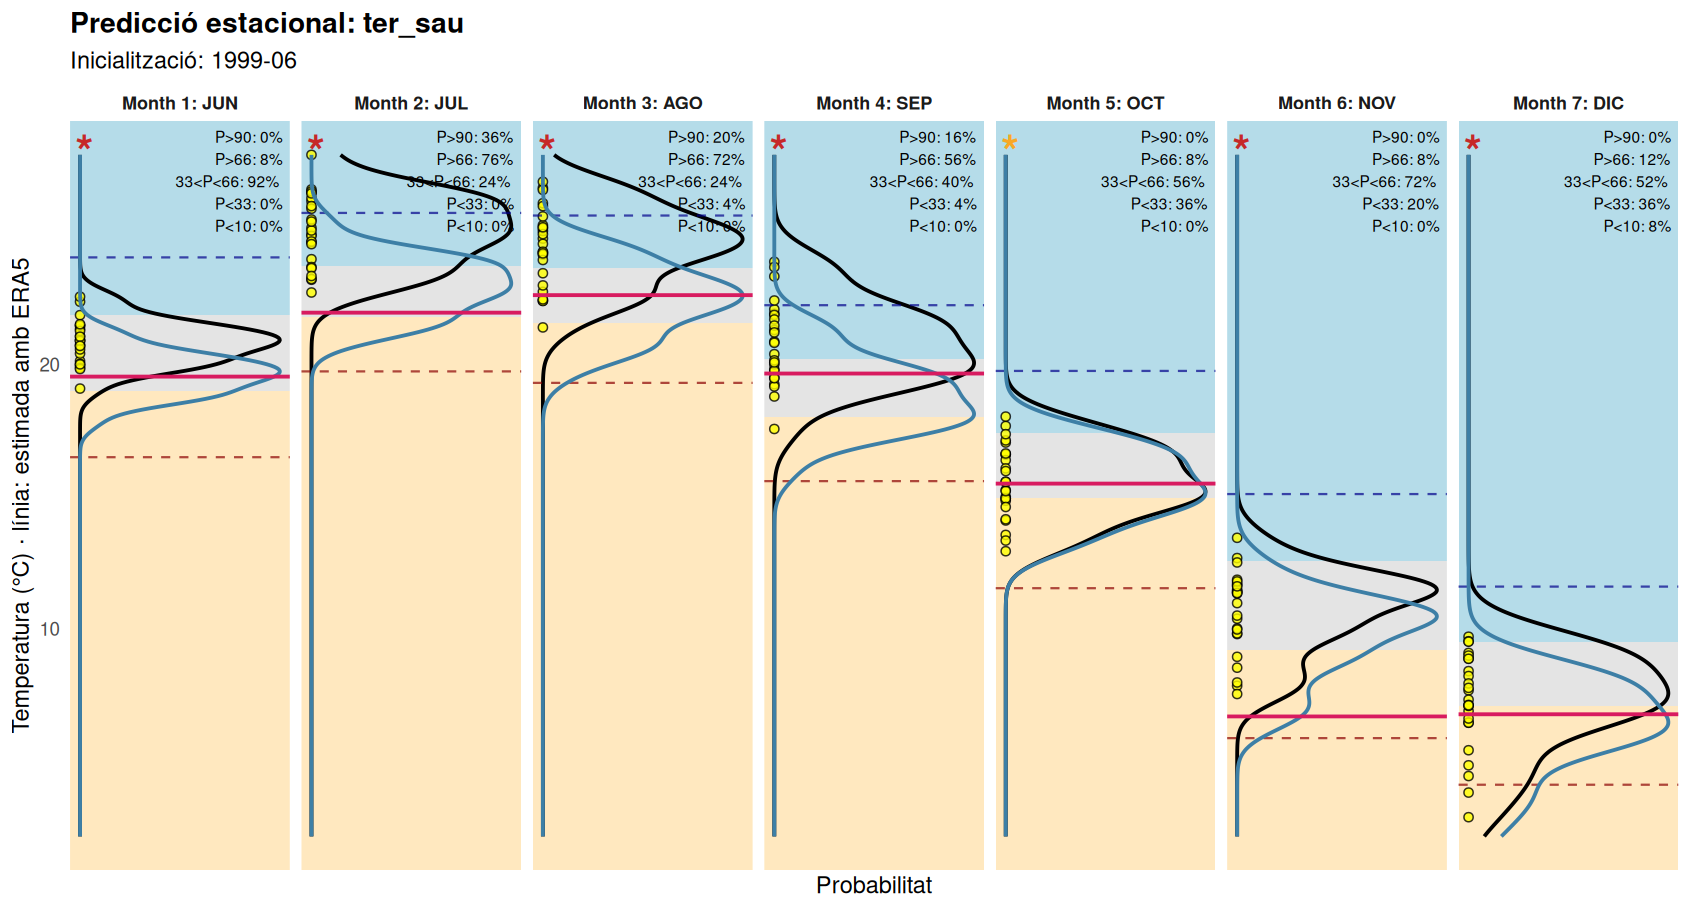 Predicció estacional: ter_sau
Inicialització: 1999-06
Month 1: JUN
Month 2: JUL
Month 3: AGO
Month 4: SEP
Month 5: OCT
Month 6: NOV
Month 7: DIC
*
P>90: 0%
P>66: 8%
33<P<66: 92%
P<33: 0%
P<10: 0%
*
P>90: 36%
P>66: 76%
33<P<66: 24%
P<33: 0%
P<10: 0%
*
P>90: 20%
P>66: 72%
33<P<66: 24%
P<33: 4%
P<10: 0%
*
P>90: 16%
P>66: 56%
33<P<66: 40%
P<33: 4%
P<10: 0%
*
P>90: 0%
P>66: 8%
33<P<66: 56%
P<33: 36%
P<10: 0%
*
P>90: 0%
P>66: 8%
33<P<66: 72%
P<33: 20%
P<10: 0%
*
P>90: 0%
P>66: 12%
33<P<66: 52%
P<33: 36%
P<10: 8%
20
10
Temperatura (°C) · línia: estimada amb ERA5
Probabilitat